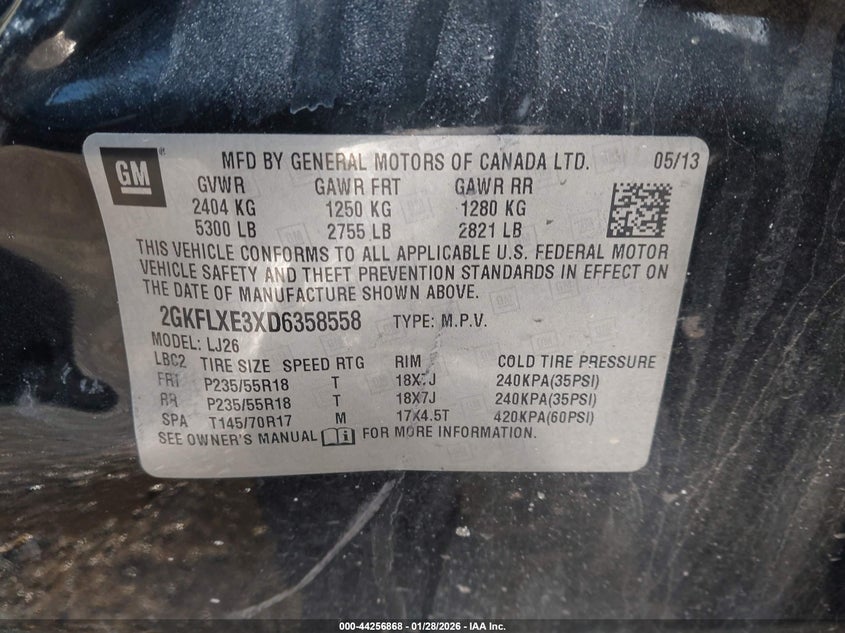 GM
MFD BY GENERAL MOTORS OF CANADA LTD. 05/13
GVWR GAWR FRT GAWR RR
2404 KG 1250 KG 1280 KG
5300 LB 2755 LB 2821 LB
THIS VEHICLE CONFORMS TO ALL APPLICABLE U.S. FEDERAL MOTOR
VEHICLE SAFETY AND THEFT PREVENTION STANDARDS IN EFFECT ON
THE DATE OF MANUFACTURE SHOWN ABOVE.
2GKFLXE3XD6358558 TYPE: M.P.V.
MODEL: LJ26
LBC2 TIRE SIZE SPEED RTG RIM COLD TIRE PRESSURE
FRT P235/55R18 T 18X7J 240KPA(35PSI)
RR P235/55R18 T 18X7J 240KPA(35PSI)
SPA T145/70R17 M 17X4.5T 420KPA(60PSI)
SEE OWNER'S MANUAL FOR MORE INFORMATION.
000-44256868 - 01/28/2026 - IAA Inc.